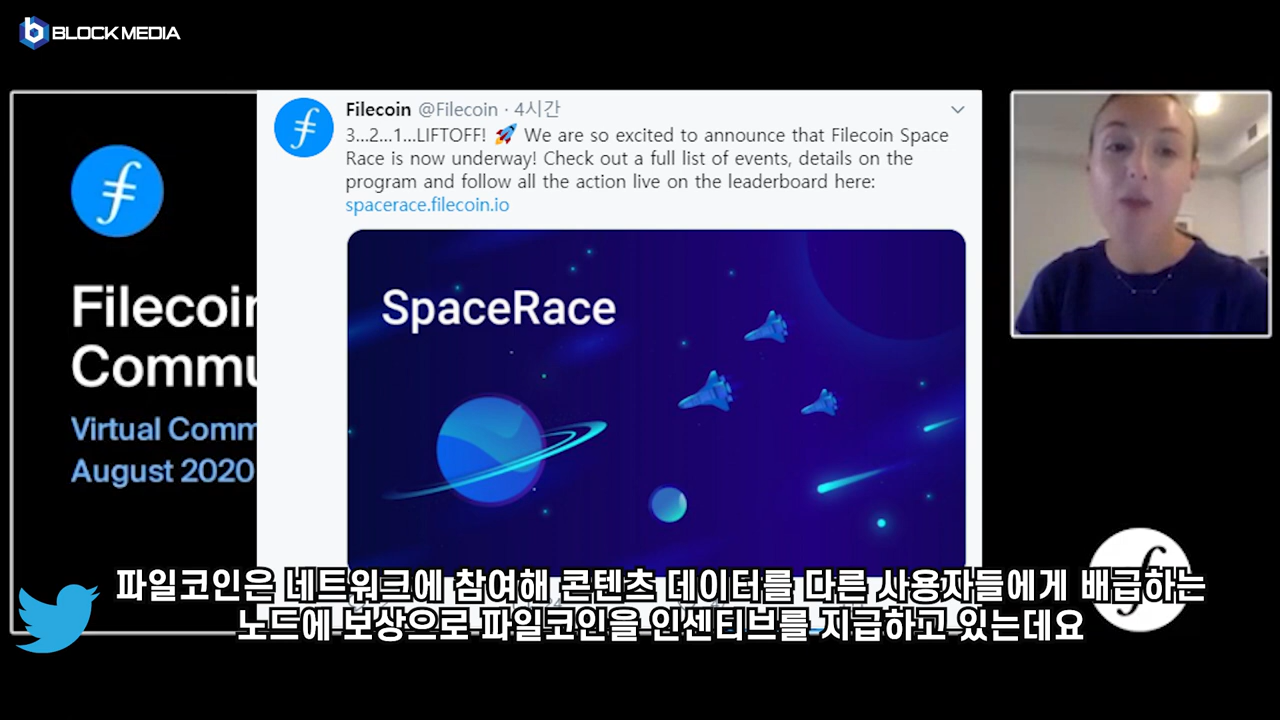 BLOCK MEDIA
Filecoin @Filecoin · 4시간
3...2...1...LIFTOFF! 🚀 We are so excited to announce that Filecoin Space
Race is now underway! Check out a full list of events, details on the
program and follow all the action live on the leaderboard here:
spacerace.filecoin.io
SpaceRace
Filecoin
Commu
Virtual Comm
August 2020
파일코인은 네트워크에 참여해 콘텐츠 데이터를 다른 사용자들에게 배급하는
노드에 보상으로 파일코인을 인센티브를 지급하고 있는데요